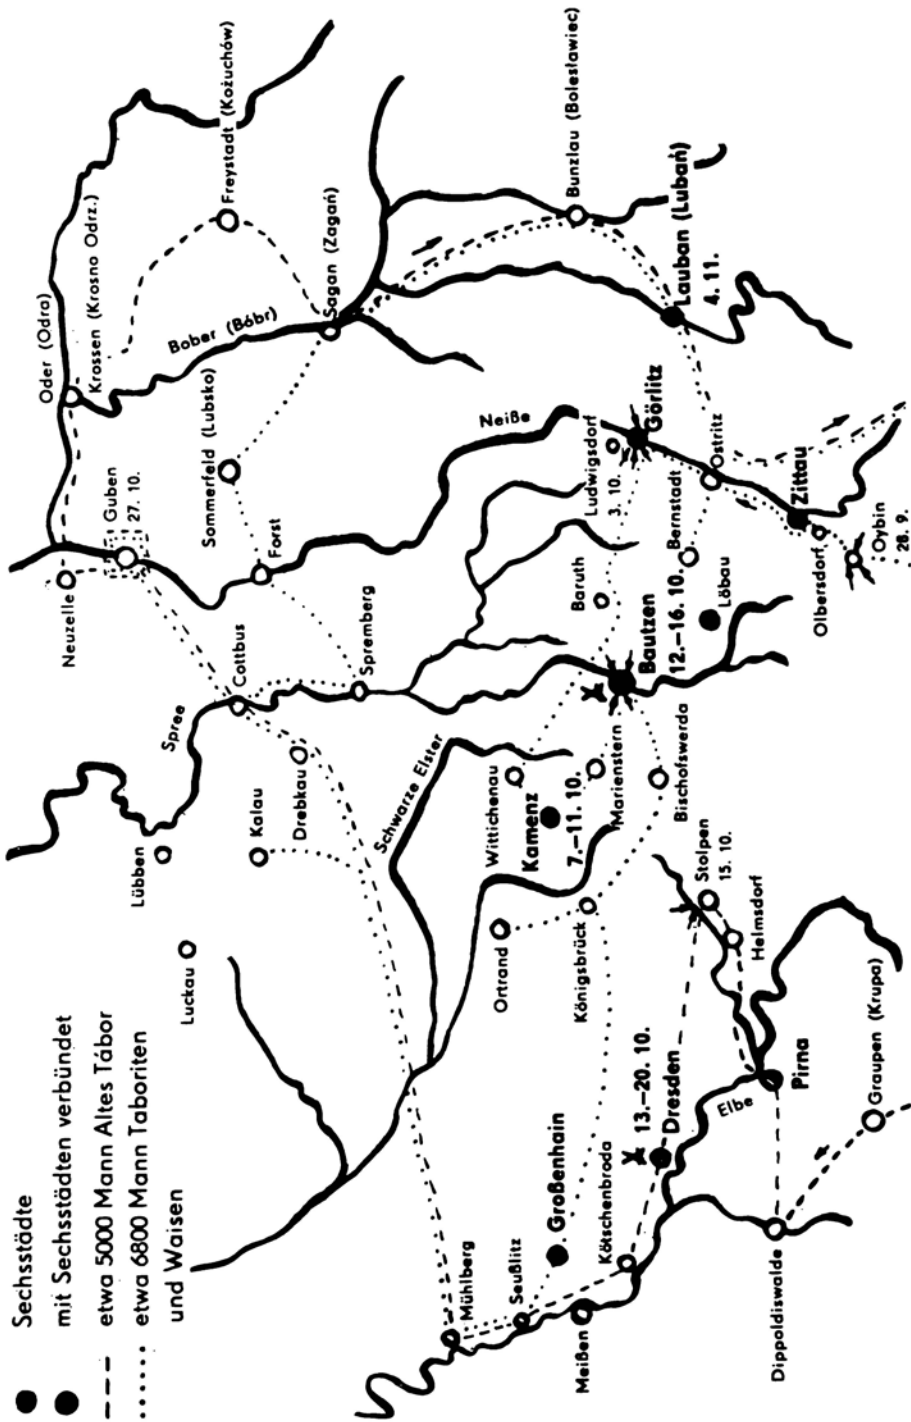 Sechsstädte
mit Sechsstädten verbündet
etwa 5000 Mann Altes Tábor
etwa 6800 Mann Taboriten
und Waisen
Mühlberg
Seußlitz
Meißen
Großenhain
Kötschenbroda
13.–20. 10.
Dresden
Elbe
Dippoldiswalde
Pirna
Graupen (Krupa)
Luckau
Lübben
Kalau
Drebkau
Spree
Cottbus
Spremberg
Schwarze Elster
Ortrand
Königsbrück
Wittichenau
Kamenz
7.–11. 10.
Marienstern
Bischofswerda
Stolpen
15. 10.
Helmsdorf
Neuzelle
Guben
27. 10.
Forst
Sommerfeld (Lubsko)
Neiße
Baruth
Bautzen
12.–16. 10.
Löbau
Ludwigsdorf
3. 10.
Görlitz
Bernstadt
Ostritz
Zittau
Olbersdorf
Oybin
28. 9.
Oder (Odra)
Krossen (Krosno Odrz.)
Bober (Bóbr)
Freystadt (Kożuchów)
Sagan (Zagań)
Bunzlau (Bolesławiec)
Lauban (Lubań)
4. 11.